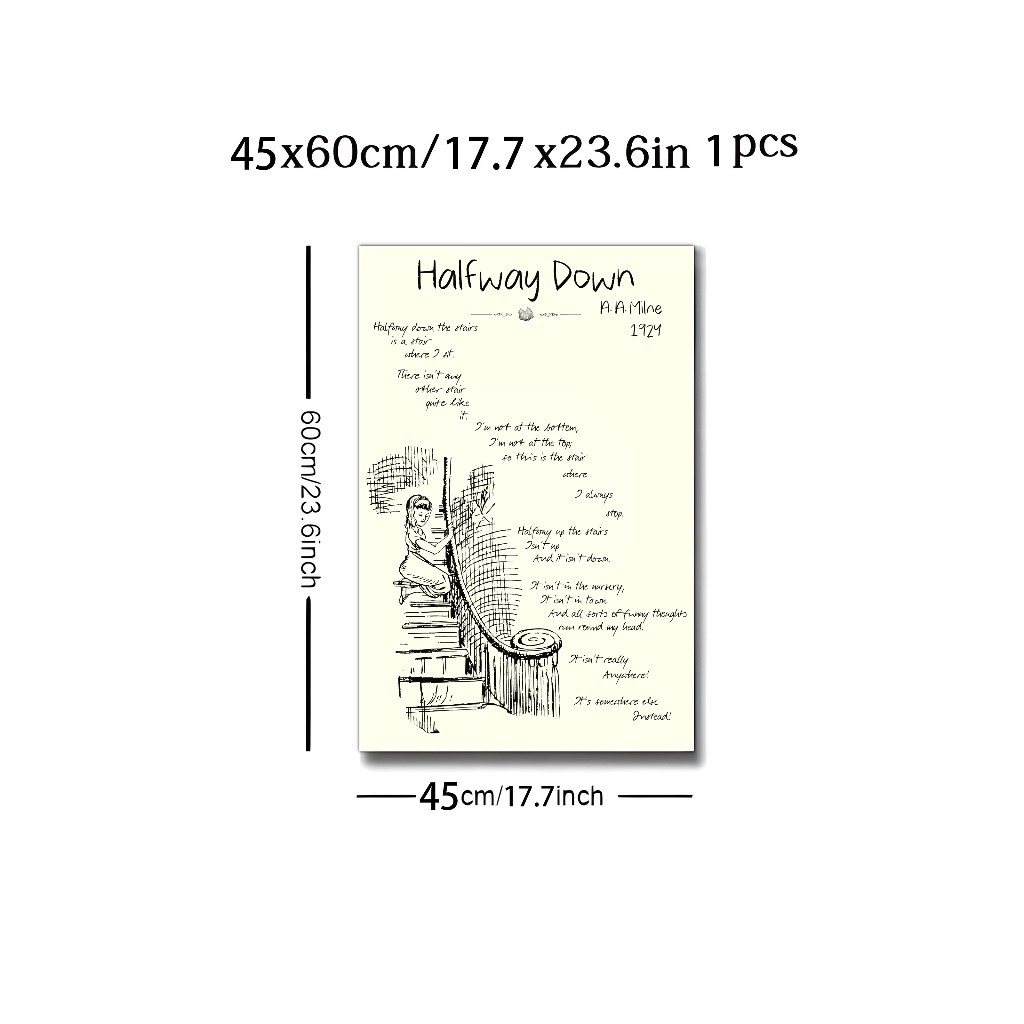 45x60cm/17.7 x23.6in 1pcs
Halfway Down
A.A.Milne
1924
Halfway down the stairs
is a stair
where I sit.
There isn't any
other stair
quite like
it.
I'm not at the bottom,
I'm not at the top;
so this is the stair
where
I always
stop.
Halfway up the stairs
Isn't up
And it isn't down.
It isn't in the nursery,
It isn't in town.
And all sorts of funny thoughts
run round my head.
It isn't really
Anywhere!
It's somewhere else
Instead!
60cm/23.6inch
45cm/17.7inch